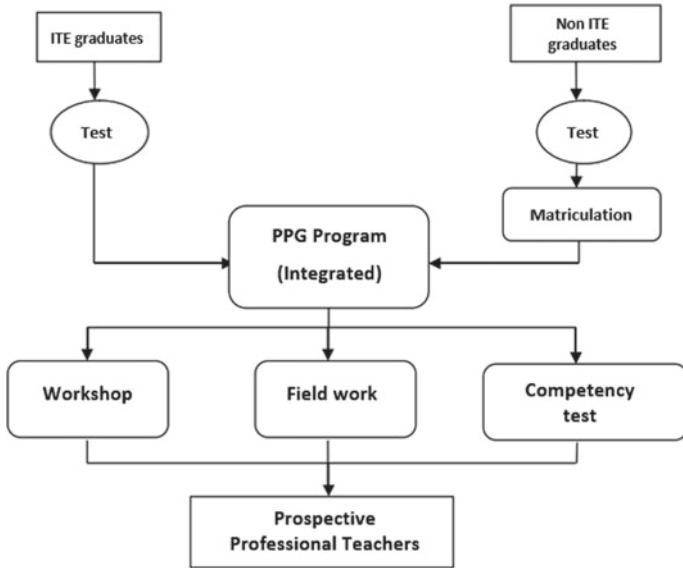 ITE graduates
Non ITE
graduates
Test
Test
Matriculation
PPG Program
(Integrated)
Workshop
Field work
Competency
test
Prospective
Professional Teachers